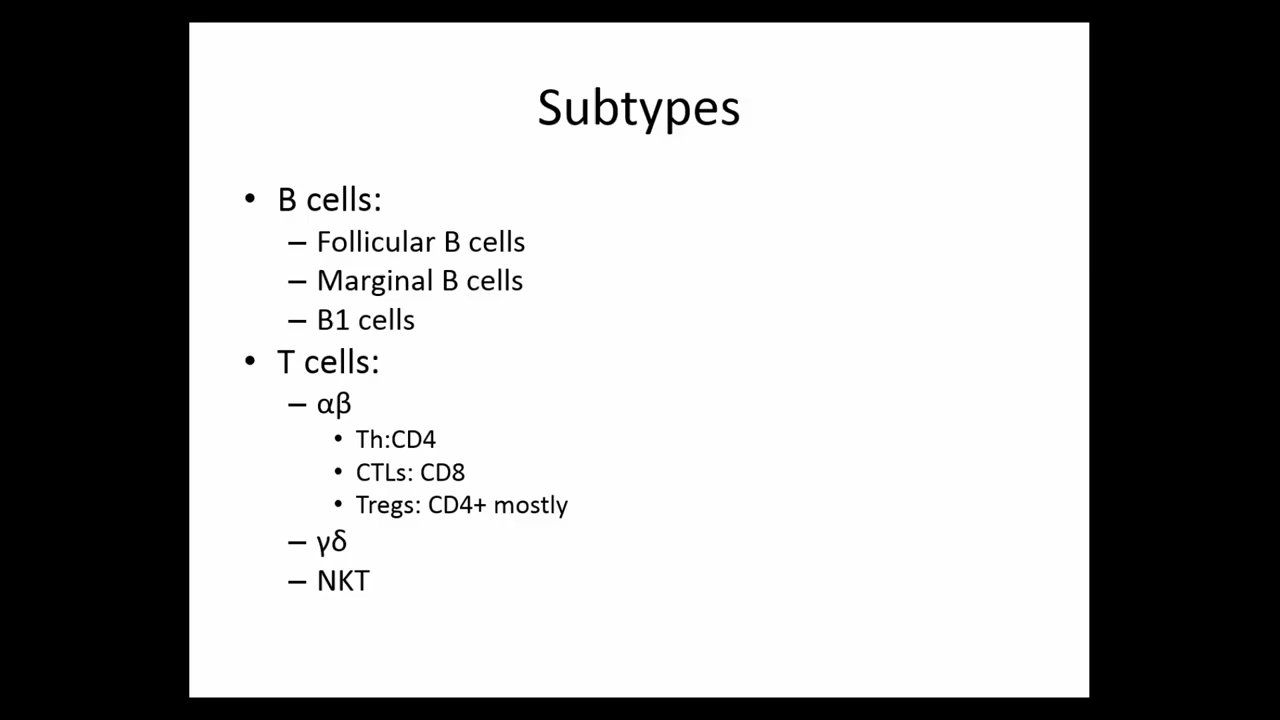 Subtypes
• B cells:
– Follicular B cells
– Marginal B cells
– B1 cells
• T cells:
– αβ
• Th:CD4
• CTLs: CD8
• Tregs: CD4+ mostly
– γδ
– NKT